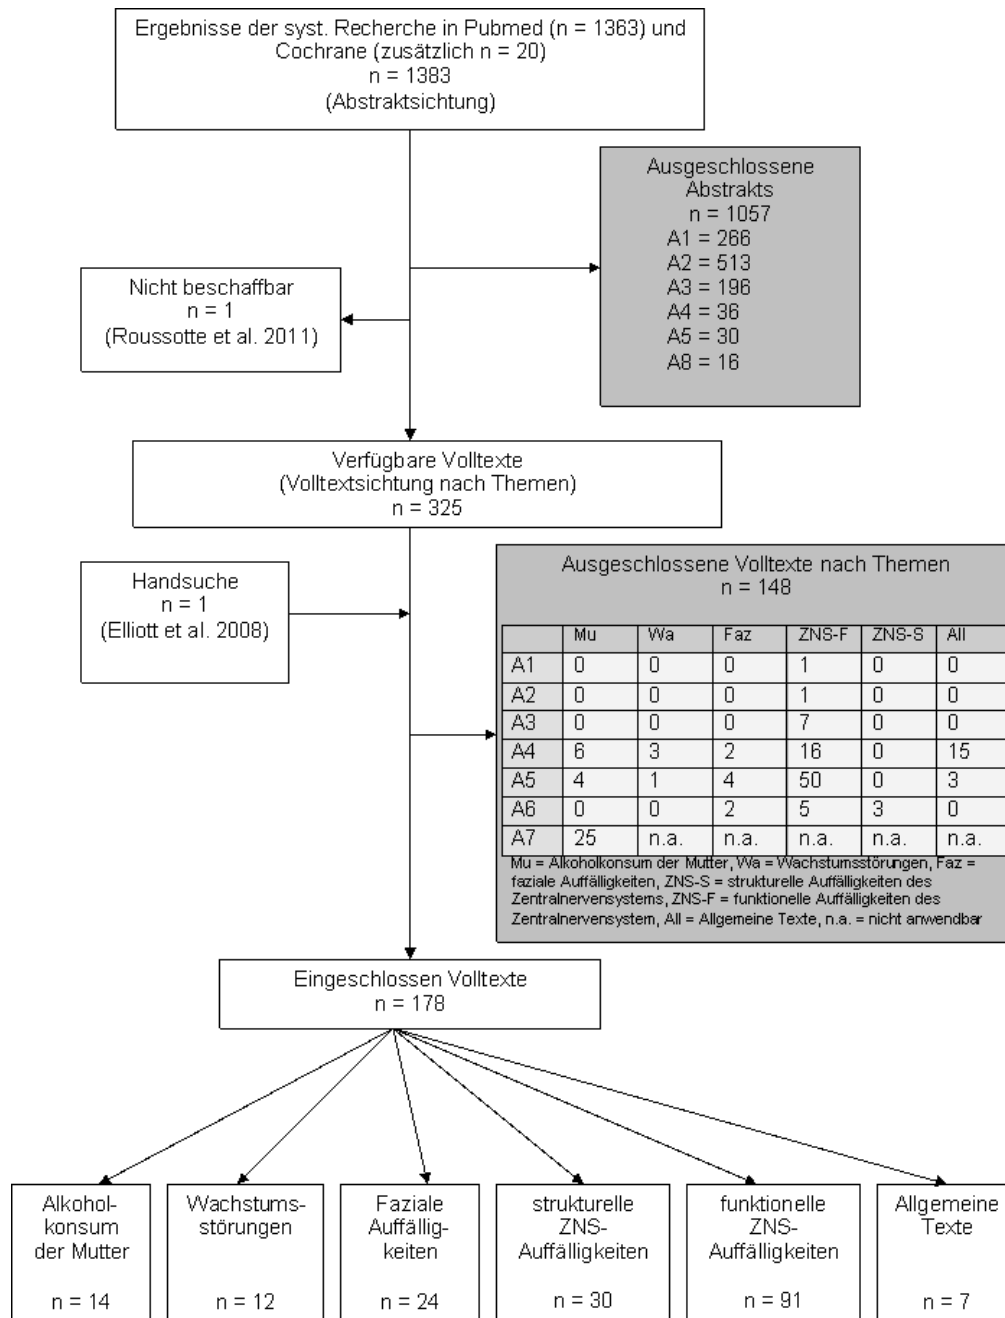 Ergebnisse der syst. Recherche in Pubmed (n = 1363) und
Cochrane (zusätzlich n = 20)
n = 1383
(Abstraktsichtung)
Ausgeschlossene
Abstrakts
n = 1057
A1 = 266
A2 = 513
A3 = 196
A4 = 36
A5 = 30
A8 = 16
Nicht beschaffbar
n = 1
(Roussotte et al. 2011)
Verfügbare Volltexte
(Volltextsichtung nach Themen)
n = 325
Handsuche
n = 1
(Elliott et al. 2008)
Ausgeschlossene Volltexte nach Themen
n = 148
Mu Wa Faz ZNS-F ZNS-S All
A1 0 0 0 1 0 0
A2 0 0 0 1 0 0
A3 0 0 0 7 0 0
A4 6 3 2 16 0 15
A5 4 1 4 50 0 3
A6 0 0 2 5 3 0
A7 25 n.a. n.a. n.a. n.a. n.a.
Mu = Alkoholkonsum der Mutter, Wa = Wachstumsstörungen, Faz =
faziale Auffälligkeiten, ZNS-S = strukturelle Auffälligkeiten des
Zentralnervensystems, ZNS-F = funktionelle Auffälligkeiten des
Zentralnervensystem, All = Allgemeine Texte, n.a. = nicht anwendbar
Eingeschlossen Volltexte
n = 178
Alkohol-
konsum
der Mutter
n = 14
Wachstums-
störungen
n = 12
Faziale
Auffällig-
keiten
n = 24
strukturelle
ZNS-
Auffälligkeiten
n = 30
funktionelle
ZNS-
Auffälligkeiten
n = 91
Allgemeine
Texte
n = 7